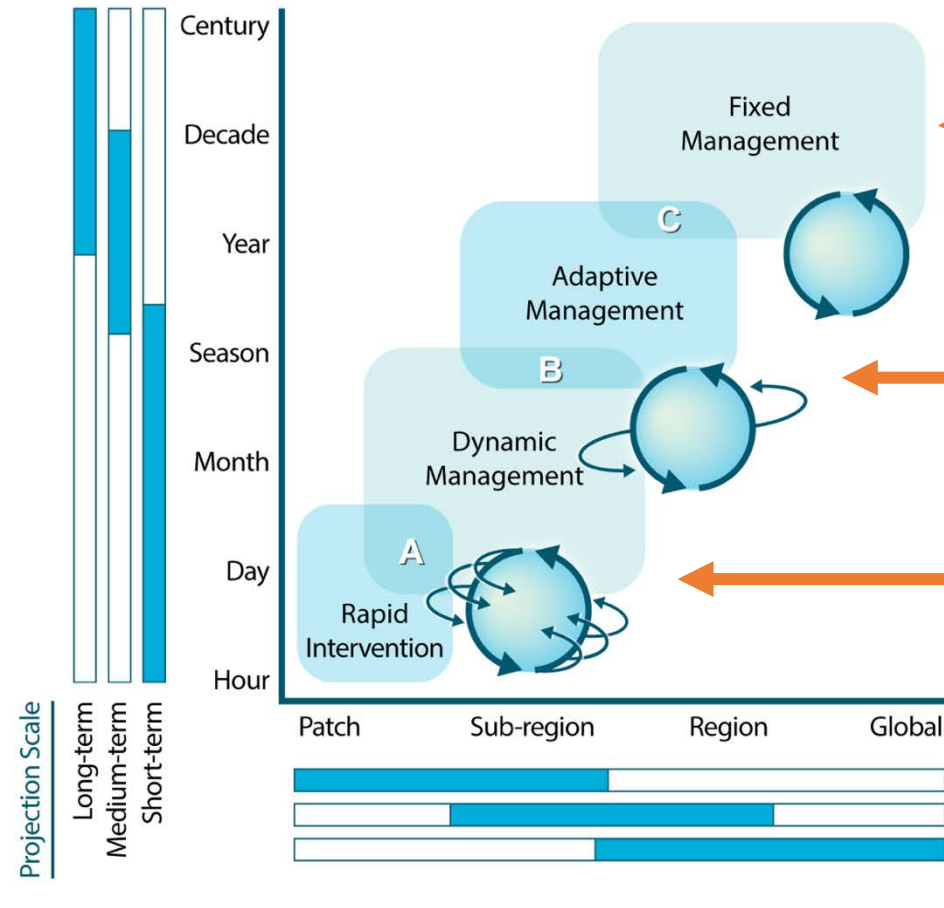 Century
Decade
Year
Season
Month
Day
Hour
Fixed
Management
C
Adaptive
Management
B
Dynamic
Management
A
Rapid
Intervention
Patch
Sub-region
Region
Global
Projection Scale
Long-term
Medium-term
Short-term